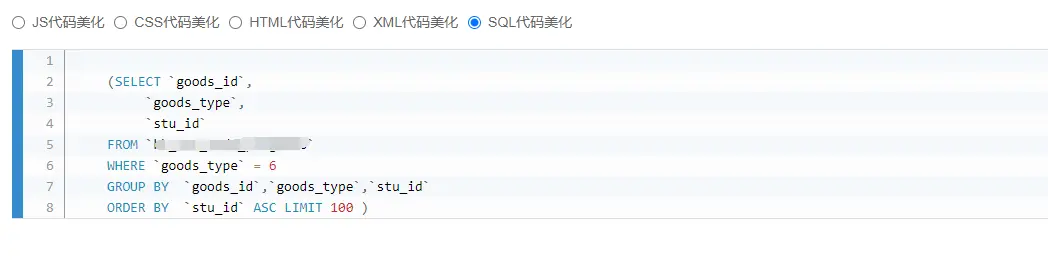 JS代码美化 CSS代码美化 HTML代码美化 XML代码美化 SQL代码美化
1
2 (SELECT `goods_id`,
3 `goods_type`,
4 `stu_id`
5 FROM `
6 WHERE `goods_type` = 6
7 GROUP BY `goods_id`,`goods_type`,`stu_id`
8 ORDER BY `stu_id` ASC LIMIT 100 )